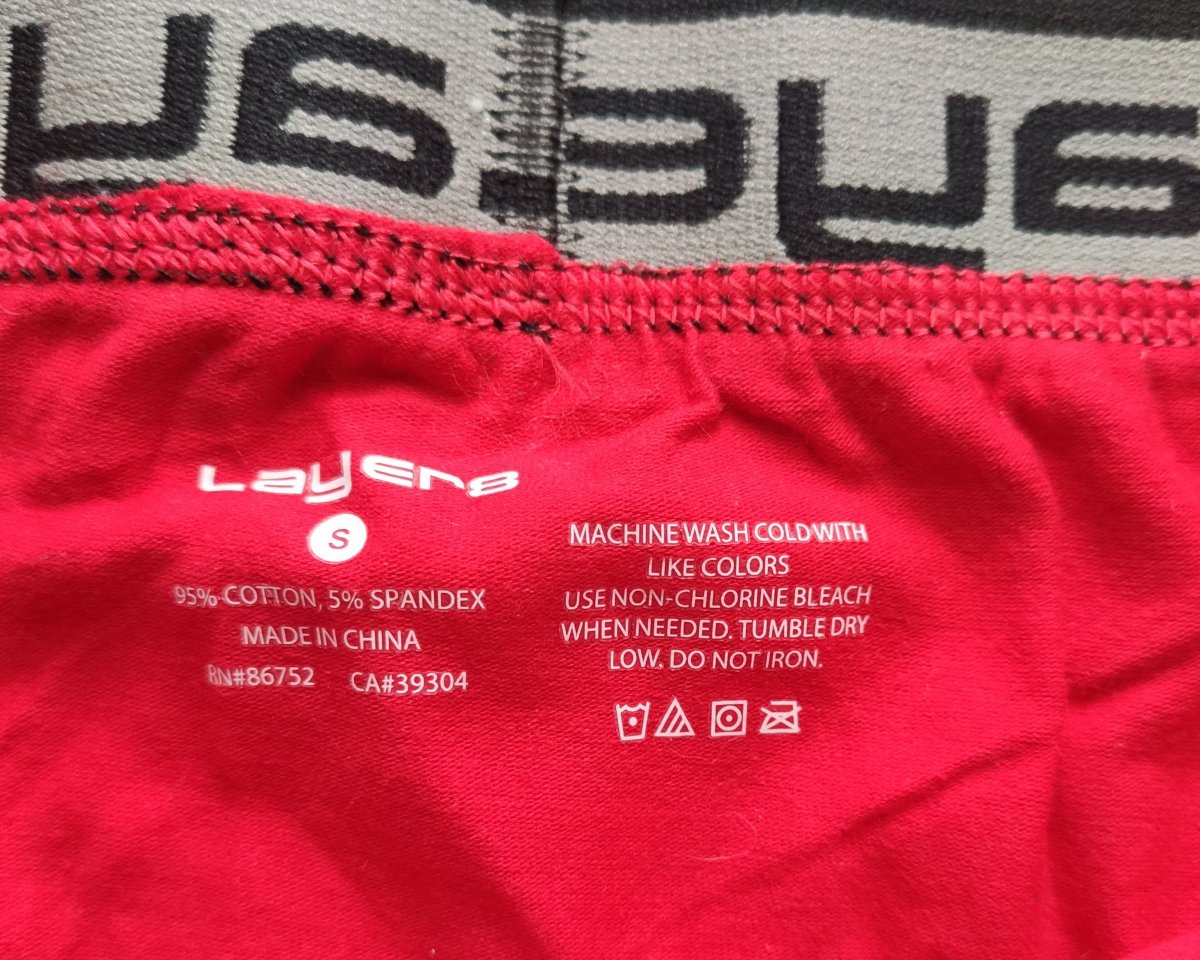 Layers
S
95% COTTON, 5% SPANDEX
MADE IN CHINA
RN#86752 CA#39304
MACHINE WASH COLD WITH
LIKE COLORS
USE NON-CHLORINE BLEACH
WHEN NEEDED. TUMBLE DRY
LOW. DO NOT IRON.